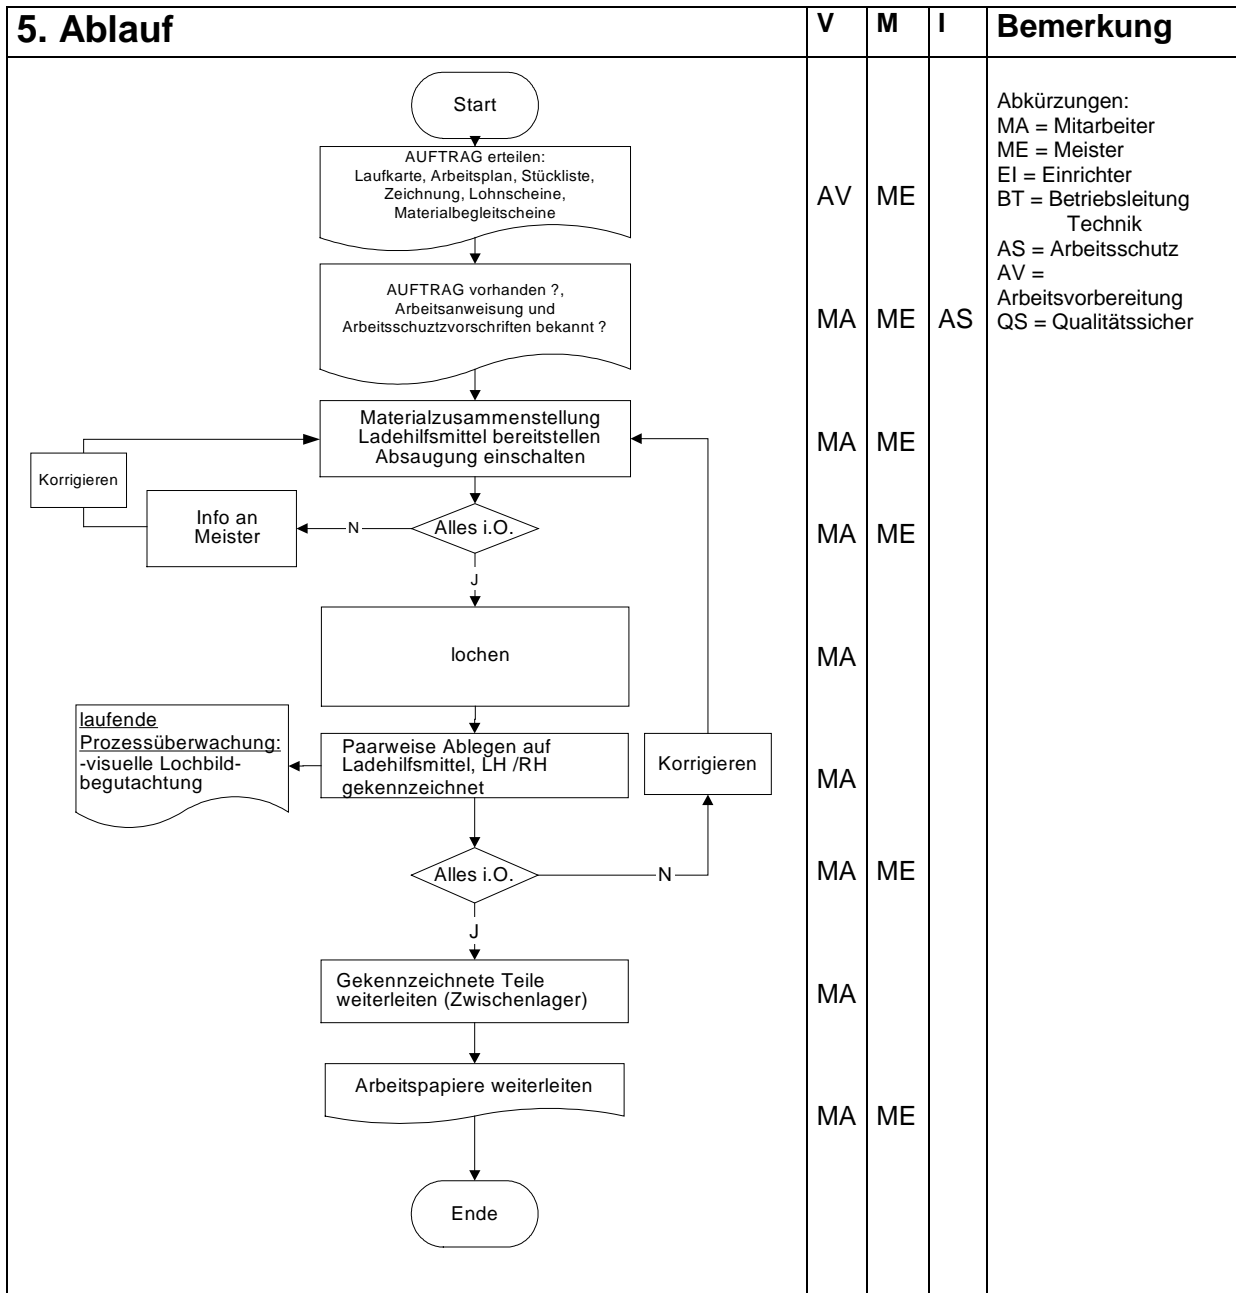 5. Ablauf
V
M
I
Bemerkung
Start
AUFTRAG erteilen:
Laufkarte, Arbeitsplan, Stückliste,
Zeichnung, Lohnscheine,
Materialbegleitscheine
AV
ME
Abkürzungen:
MA = Mitarbeiter
ME = Meister
EI = Einrichter
BT = Betriebsleitung
Technik
AS = Arbeitsschutz
AV =
Arbeitsvorbereitung
QS = Qualitätssicher
AUFTRAG vorhanden ?,
Arbeitsanweisung und
Arbeitsschuztzvorschriften bekannt ?
MA
ME
AS
Materialzusammenstellung
Ladehilfsmittel bereitstellen
Absaugung einschalten
MA
ME
Korrigieren
Info an
Meister
N
Alles i.O.
MA
ME
J
lochen
MA
laufende
Prozessüberwachung:
-visuelle Lochbild-
begutachtung
Paarweise Ablegen auf
Ladehilfsmittel, LH /RH
gekennzeichnet
Korrigieren
MA
Alles i.O.
N
MA
ME
J
Gekennzeichnete Teile
weiterleiten (Zwischenlager)
MA
Arbeitspapiere weiterleiten
MA
ME
Ende